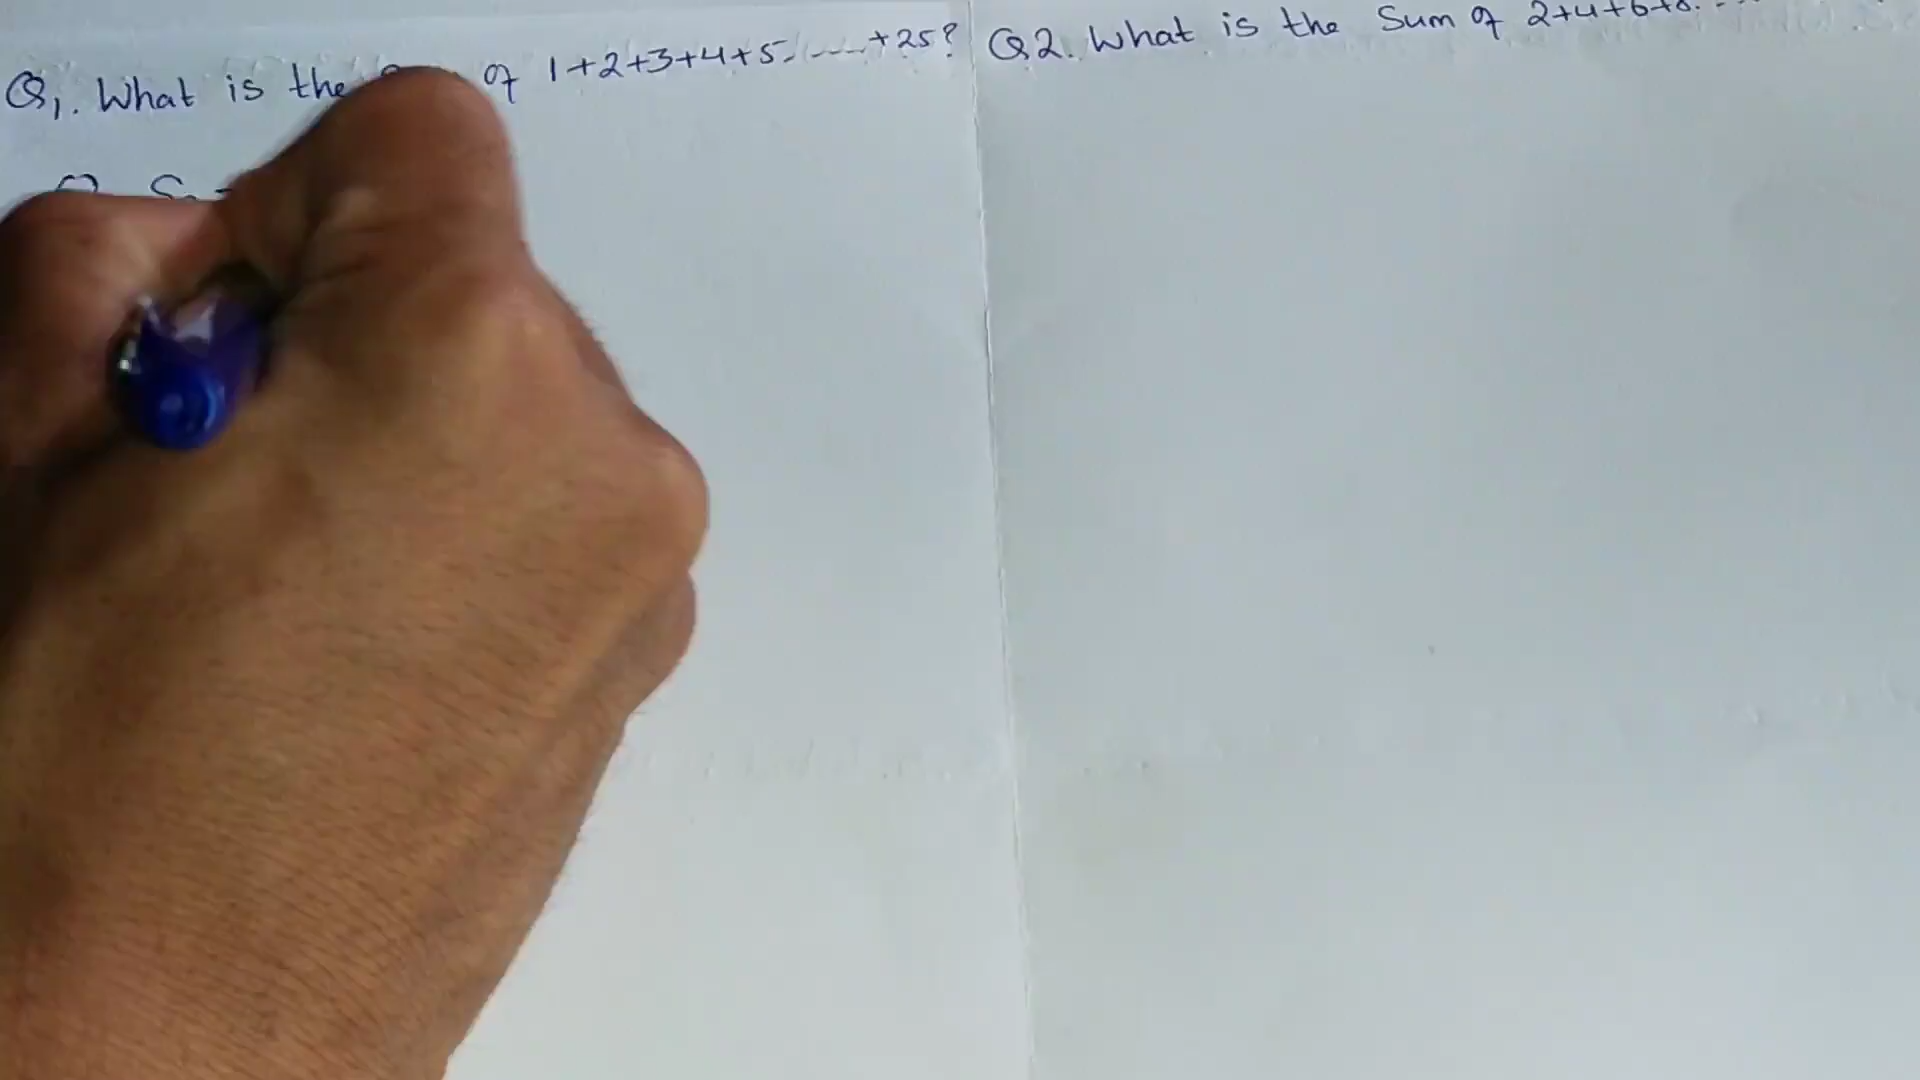 Q1. What is the of 1+2+3+4+5......+25?
Q2. What is the Sum of 2+4+6+8.